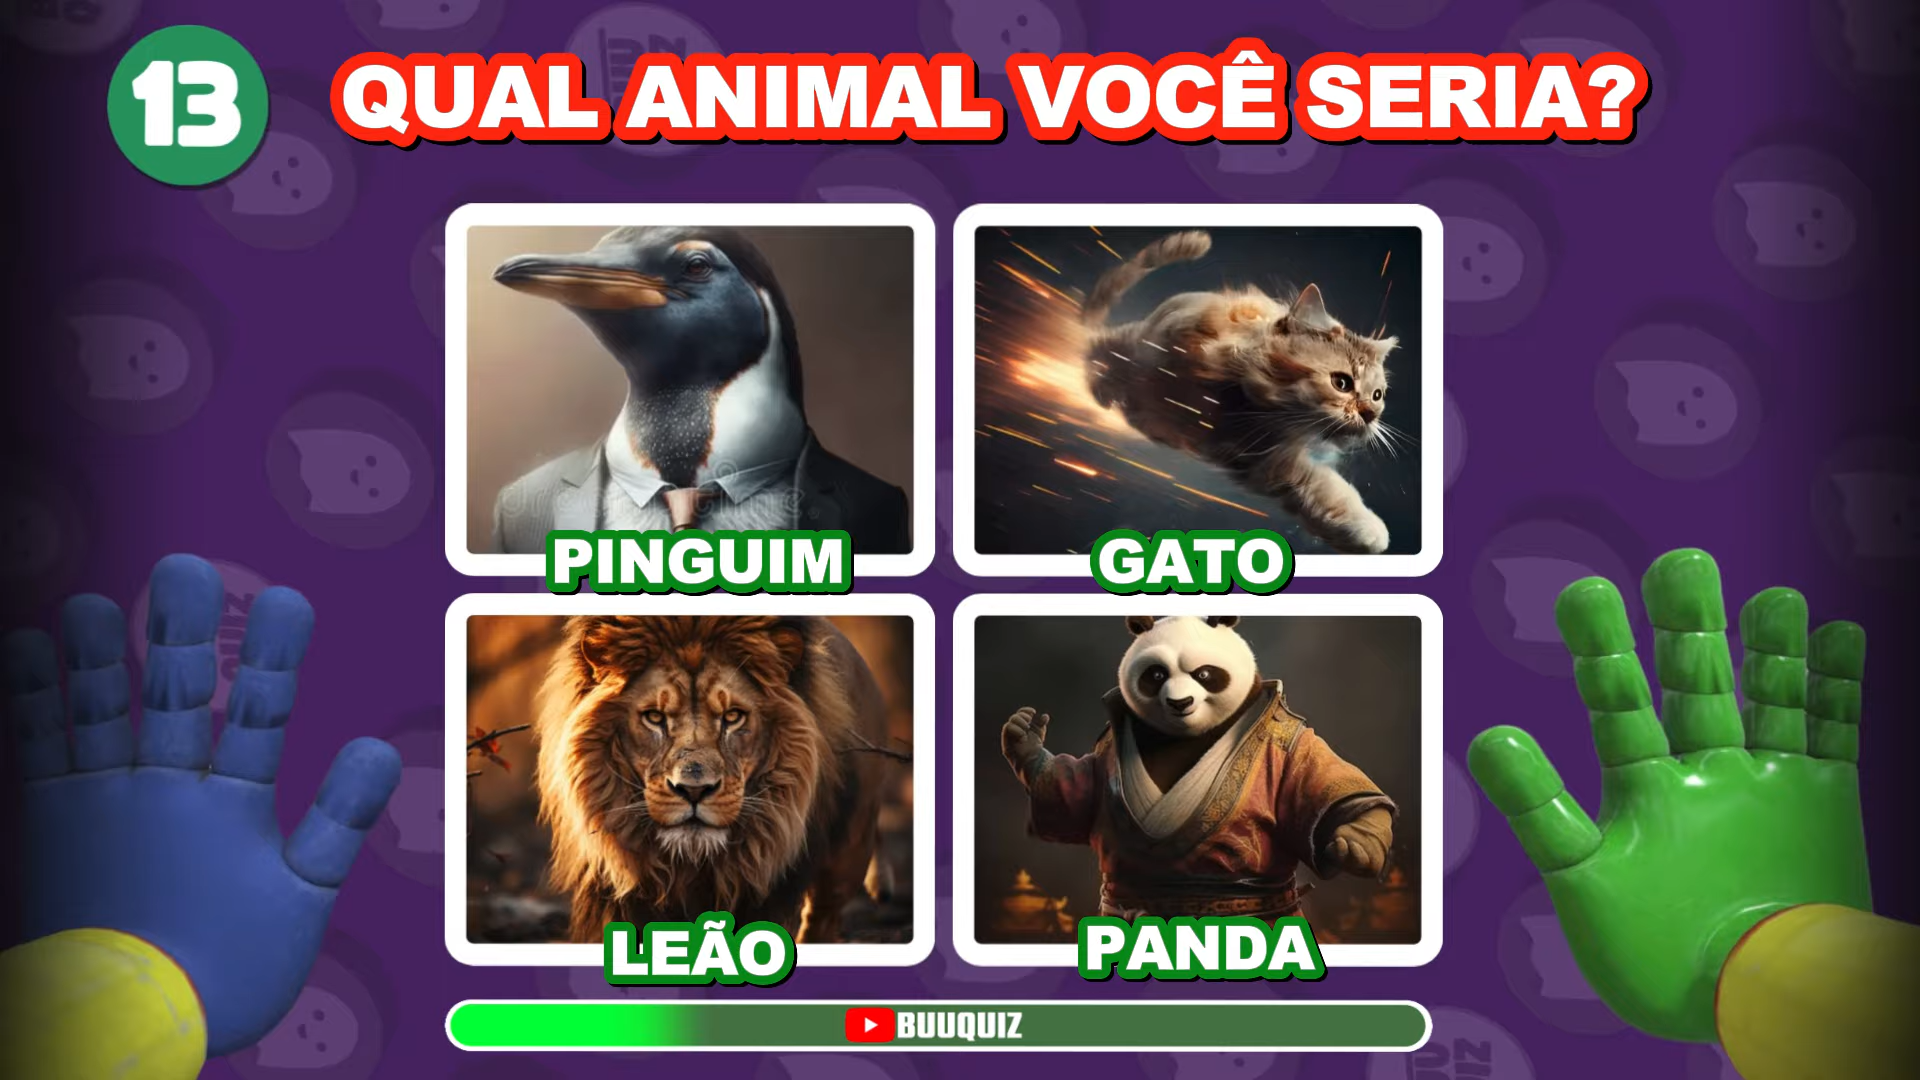 13
QUAL ANIMAL VOCÊ SERIA?
PINGUIM
GATO
LEÃO
PANDA
BUUQUIZ